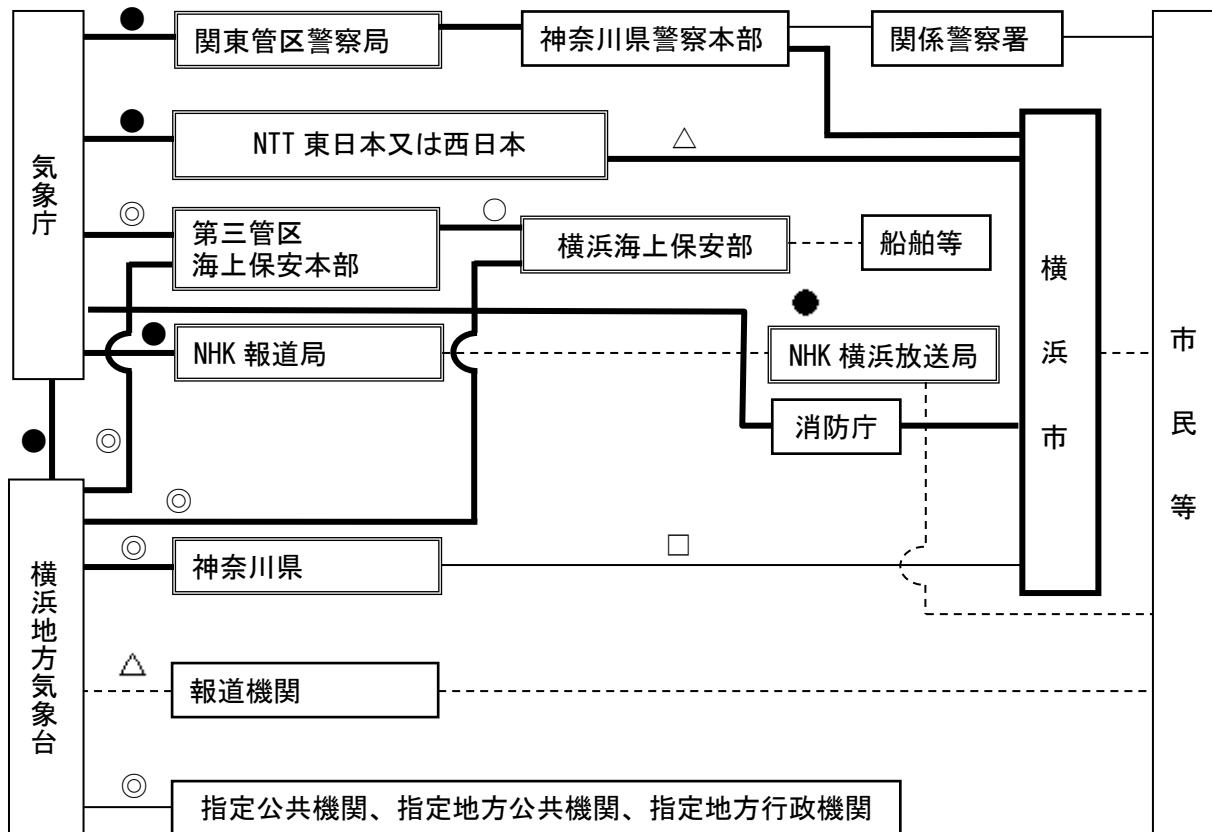 ●
関東管区警察局
神奈川県警察本部
関係警察署
●
NTT 東日本又は西日本
△
気象庁
◎
第三管区
海上保安本部
○
横浜海上保安部
船舶等
横浜市
市民等
●
NHK 報道局
●
NHK 横浜放送局
消防庁
●
◎
◎
横浜地方気象台
◎
神奈川県
□
△
報道機関
◎
指定公共機関、指定地方公共機関、指定地方行政機関